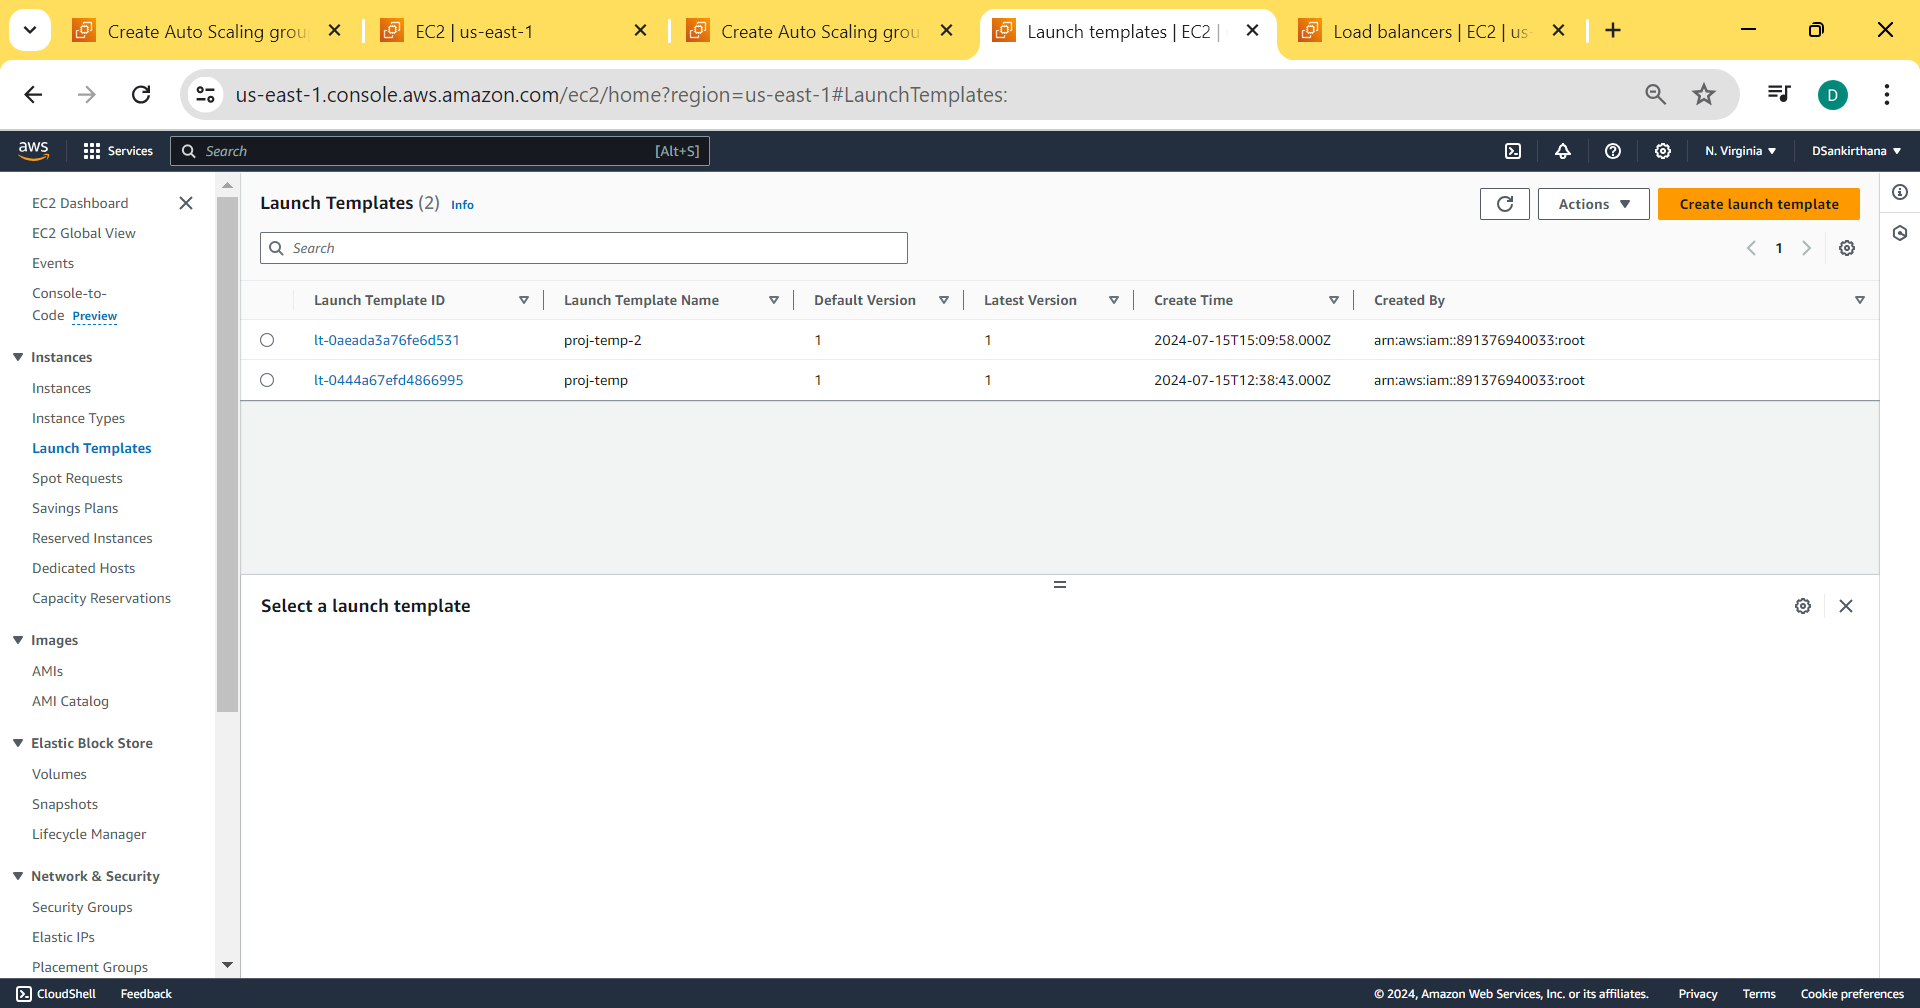 Create Auto Scaling grou
EC2 | us-east-1
Create Auto Scaling grou
Launch templates | EC2 |
Load balancers | EC2 | us-
us-east-1.console.aws.amazon.com/ec2/home?region=us-east-1#LaunchTemplates:
D
aws
Services
Search
[Alt+S]
N. Virginia
DSankirthana
EC2 Dashboard
EC2 Global View
Events
Console-to-
Code Preview
Instances
Instances
Instance Types
Launch Templates
Spot Requests
Savings Plans
Reserved Instances
Dedicated Hosts
Capacity Reservations
Images
AMIs
AMI Catalog
Elastic Block Store
Volumes
Snapshots
Lifecycle Manager
Network & Security
Security Groups
Elastic IPs
Placement Groups
Launch Templates (2) Info
Actions
Create launch template
Search
1
Launch Template ID Launch Template Name Default Version Latest Version Create Time Created By
lt-0aeada3a76fe6d531 proj-temp-2 1 1 2024-07-15T15:09:58.000Z arn:aws:iam::891376940033:root
lt-0444a67efd4866995 proj-temp 1 1 2024-07-15T12:38:43.000Z arn:aws:iam::891376940033:root
Select a launch template
CloudShell Feedback
© 2024, Amazon Web Services, Inc. or its affiliates. Privacy Terms Cookie preferences